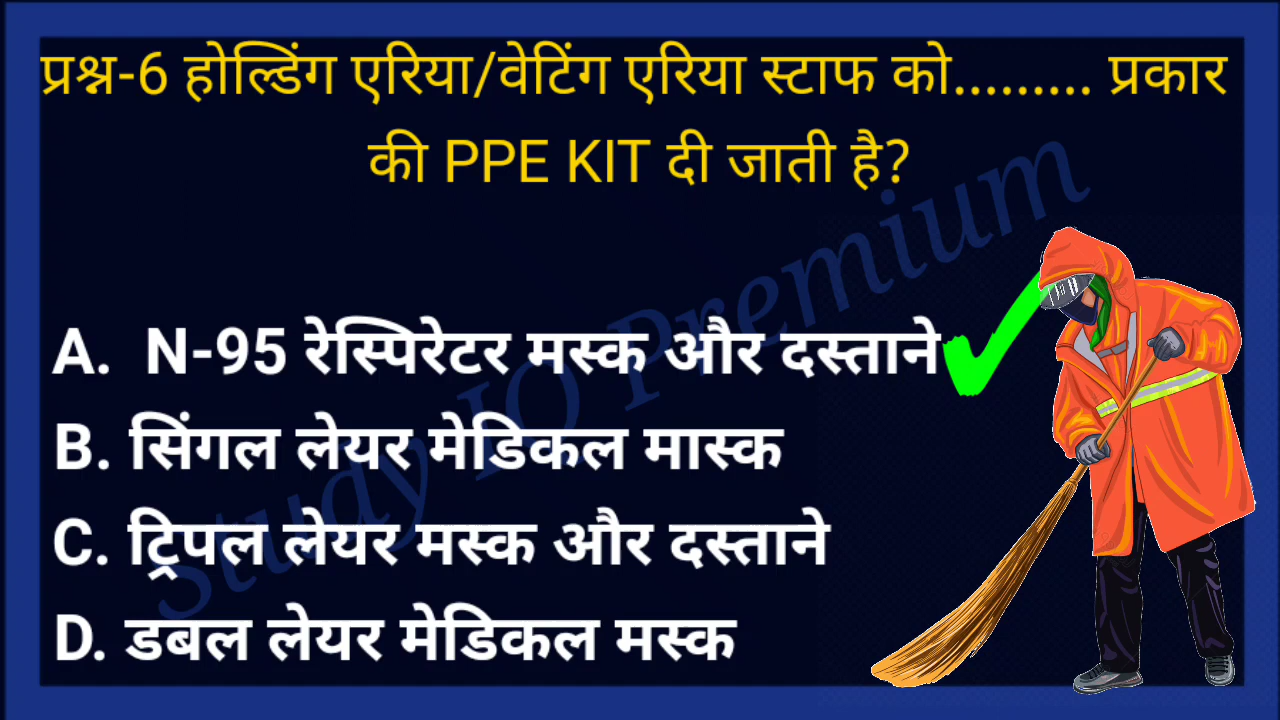 प्रश्न-6 होल्डिंग एरिया/वेटिंग एरिया स्टाफ को......... प्रकार
की PPE KIT दी जाती है?
A. N-95 रेस्पिरेटर मस्क और दस्ताने
B. सिंगल लेयर मेडिकल मास्क
C. ट्रिपल लेयर मस्क और दस्ताने
D. डबल लेयर मेडिकल मस्क
Study IQ Premium